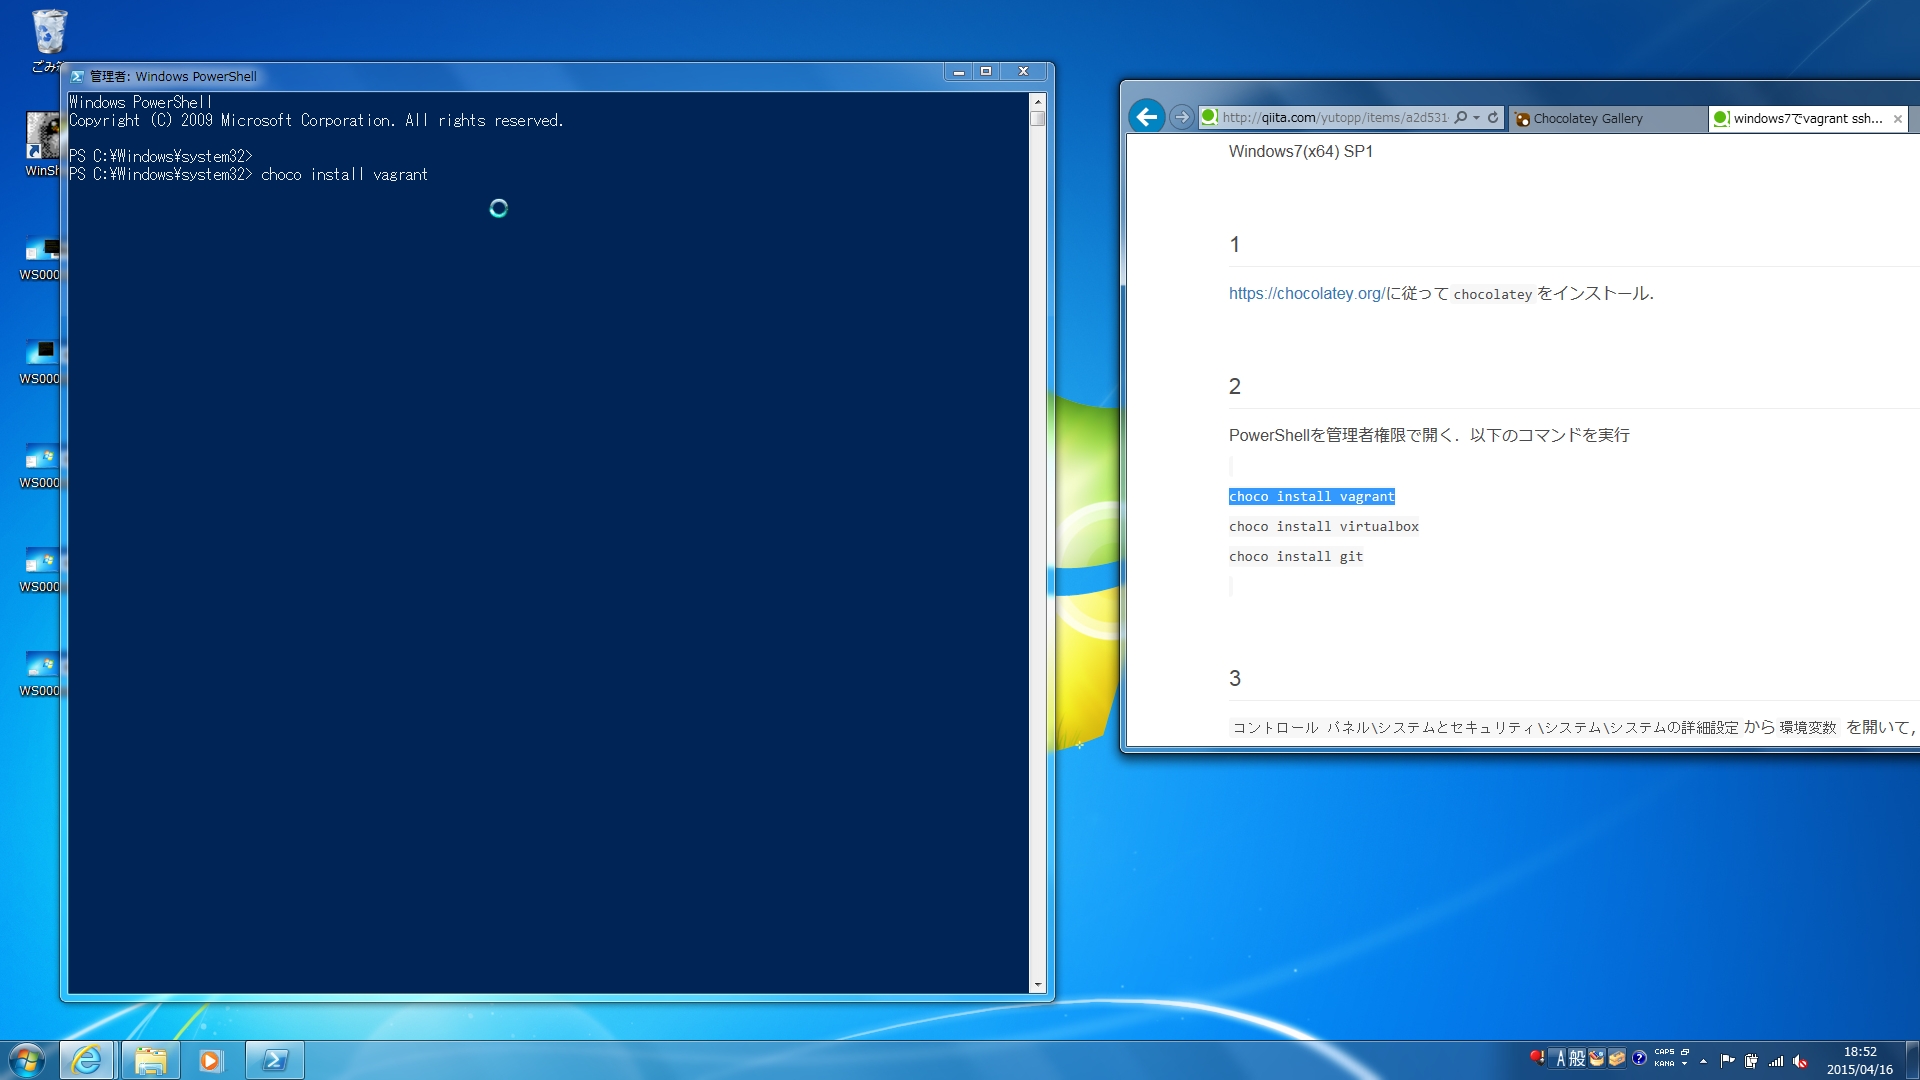 ごみ箱
WinSh
WS000
WS000
WS000
WS000
WS000
管理者: Windows PowerShell
Windows PowerShell
Copyright (C) 2009 Microsoft Corporation. All rights reserved.
PS C:¥Windows¥system32>
PS C:¥Windows¥system32> choco install vagrant
http://qiita.com/yutopp/items/a2d531
Chocolatey Gallery
windows7でvagrant ssh...
Windows7(x64) SP1
1
https://chocolatey.org/に従って chocolatey をインストール.
2
PowerShellを管理者権限で開く．以下のコマンドを実行
choco install vagrant
choco install virtualbox
choco install git
3
コントロール パネル\システムとセキュリティ\システム\システムの詳細設定 から 環境変数 を開いて,
A 般
CAPS
KANA
18:52
2015/04/16